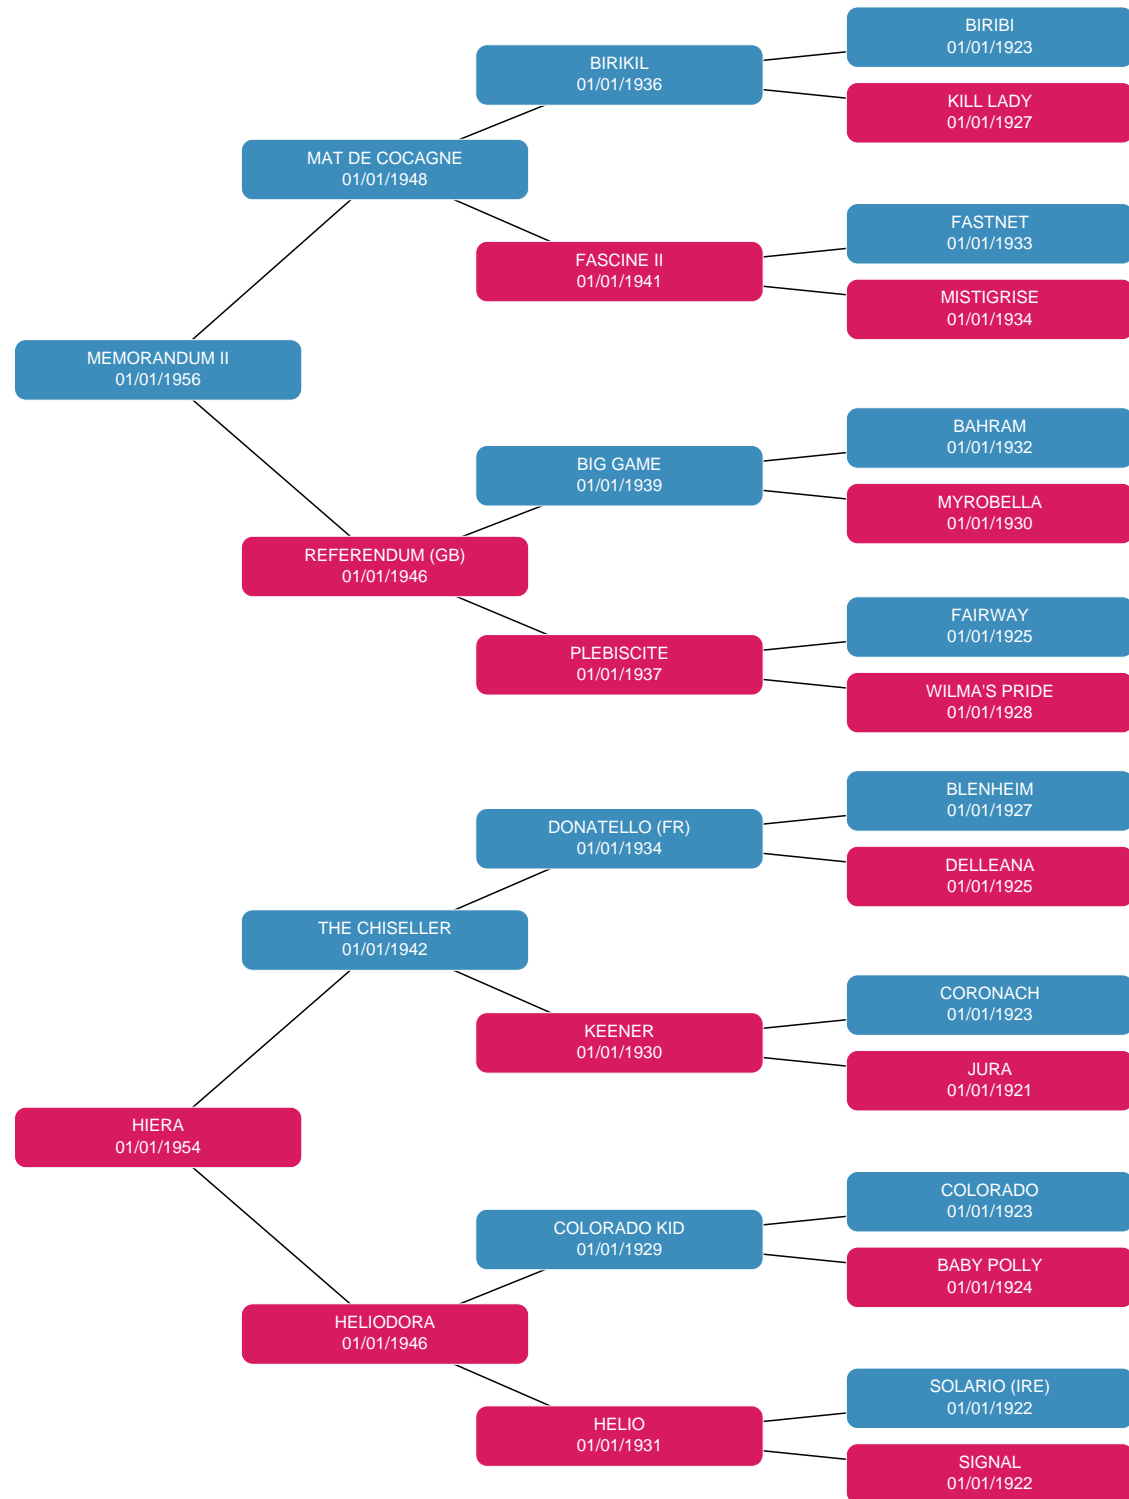 BIRIBI
01/01/1923
BIRIKIL
01/01/1936
KILL LADY
01/01/1927
MAT DE COCAGNE
01/01/1948
FASTNET
01/01/1933
FASCINE II
01/01/1941
MISTIGRISE
01/01/1934
MEMORANDUM II
01/01/1956
BAHRAM
01/01/1932
BIG GAME
01/01/1939
MYROBELLA
01/01/1930
REFERENDUM (GB)
01/01/1946
FAIRWAY
01/01/1925
PLEBISCITE
01/01/1937
WILMA'S PRIDE
01/01/1928
BLENHEIM
01/01/1927
DONATELLO (FR)
01/01/1934
DELLEANA
01/01/1925
THE CHISELLER
01/01/1942
CORONACH
01/01/1923
KEENER
01/01/1930
JURA
01/01/1921
HIERA
01/01/1954
COLORADO
01/01/1923
COLORADO KID
01/01/1929
BABY POLLY
01/01/1924
HELIODORA
01/01/1946
SOLARIO (IRE)
01/01/1922
HELIO
01/01/1931
SIGNAL
01/01/1922